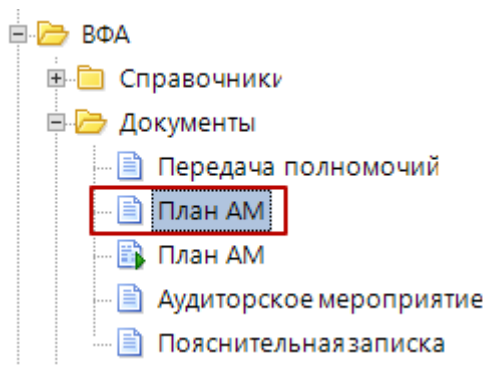 ВФА
Справочники
Документы
Передача полномочий
План АМ
План АМ
Аудиторское мероприятие
Пояснительная записка